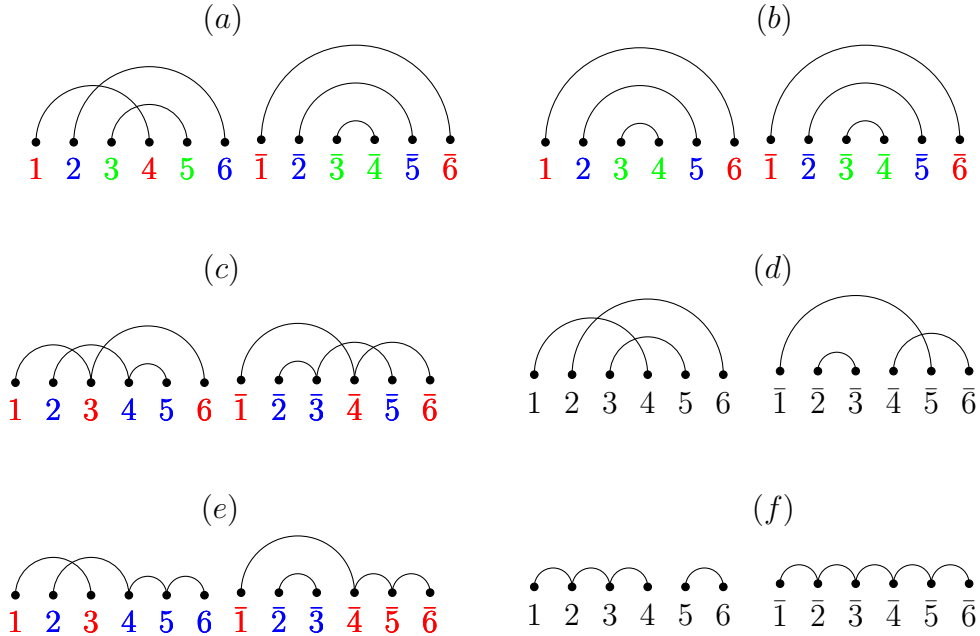 (a) (b)
1 2 3 4 5 6 1̄ 2̄ 3̄ 4̄ 5̄ 6̄ 1 2 3 4 5 6 1̄ 2̄ 3̄ 4̄ 5̄ 6̄
(c) (d)
1 2 3 4 5 6 1̄ 2̄ 3̄ 4̄ 5̄ 6̄ 1 2 3 4 5 6 1̄ 2̄ 3̄ 4̄ 5̄ 6̄
(e) (f)
1 2 3 4 5 6 1̄ 2̄ 3̄ 4̄ 5̄ 6̄ 1 2 3 4 5 6 1̄ 2̄ 3̄ 4̄ 5̄ 6̄